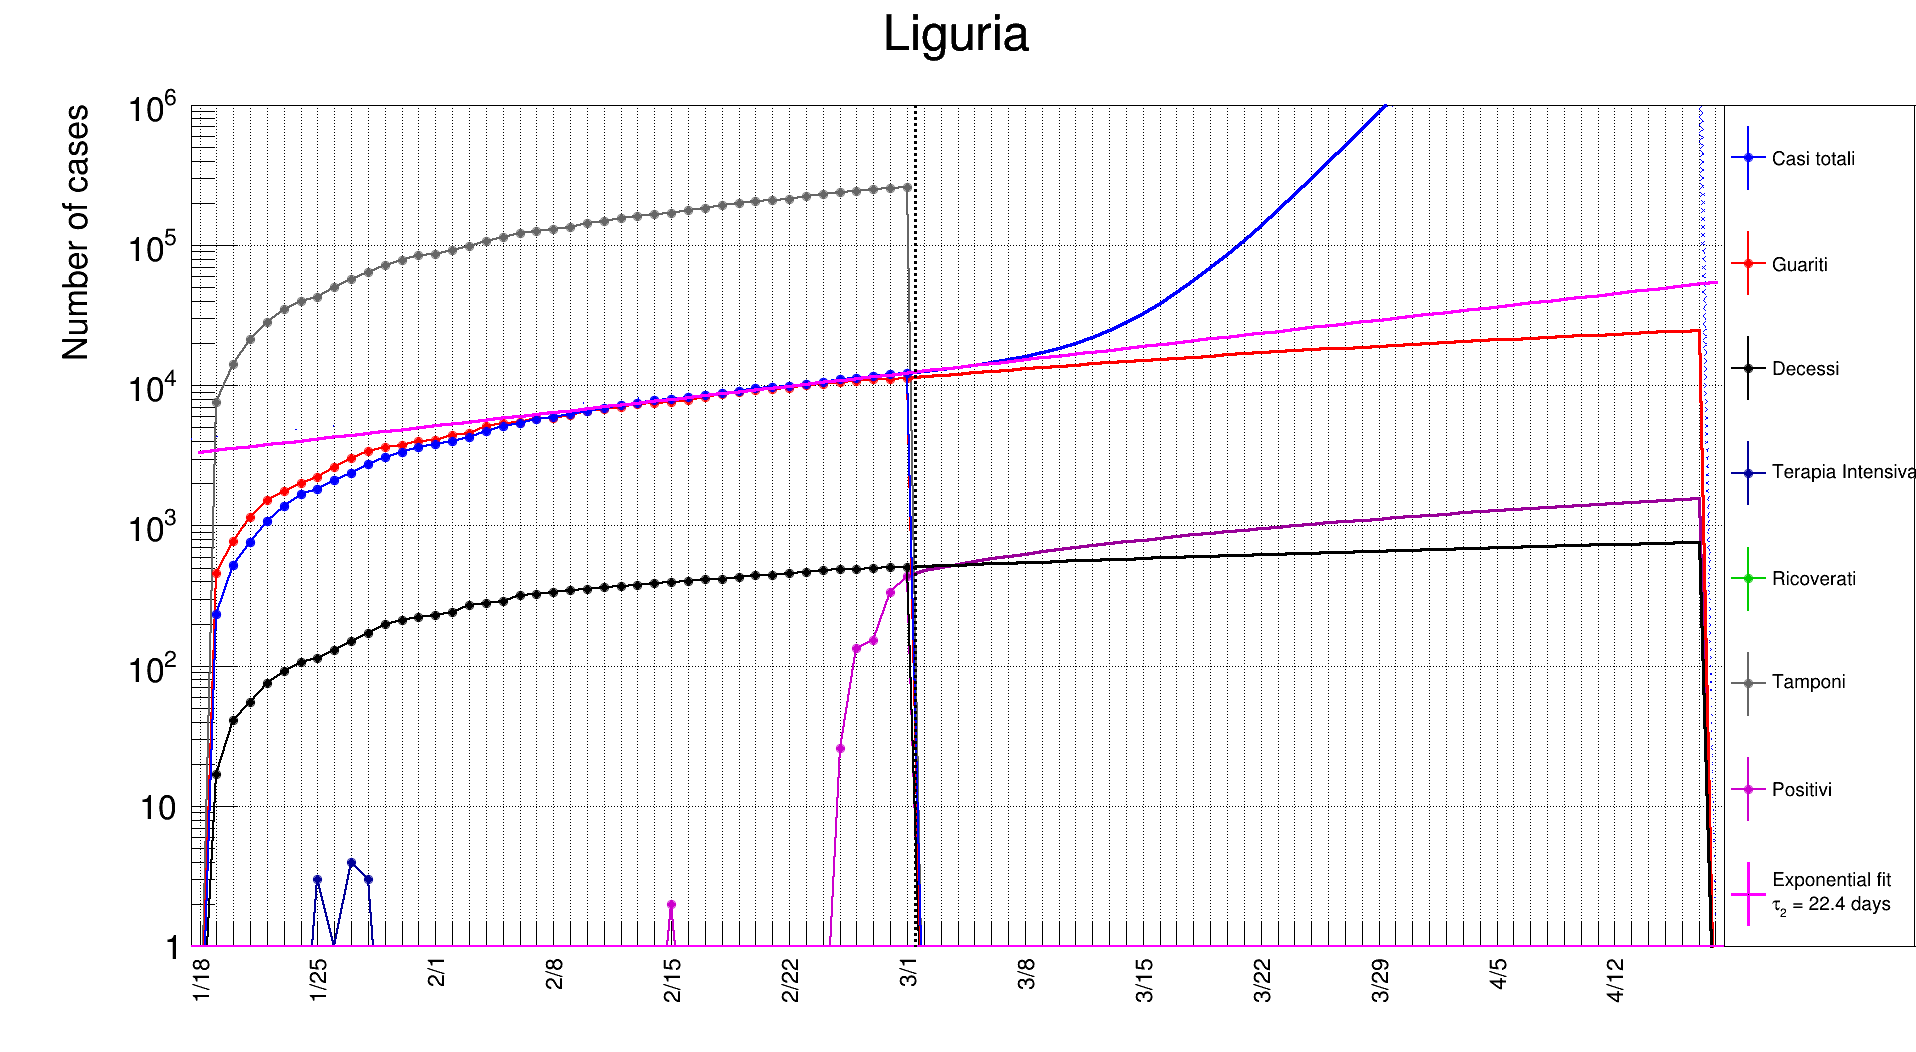 Liguria
Number of cases
10^6
10^5
10^4
10^3
10^2
10
1
1/18
1/25
2/1
2/8
2/15
2/22
3/1
3/8
3/15
3/22
3/29
4/5
4/12
Casi totali
Guariti
Decessi
Terapia Intensiva
Ricoverati
Tamponi
Positivi
Exponential fit
τ_2 = 22.4 days